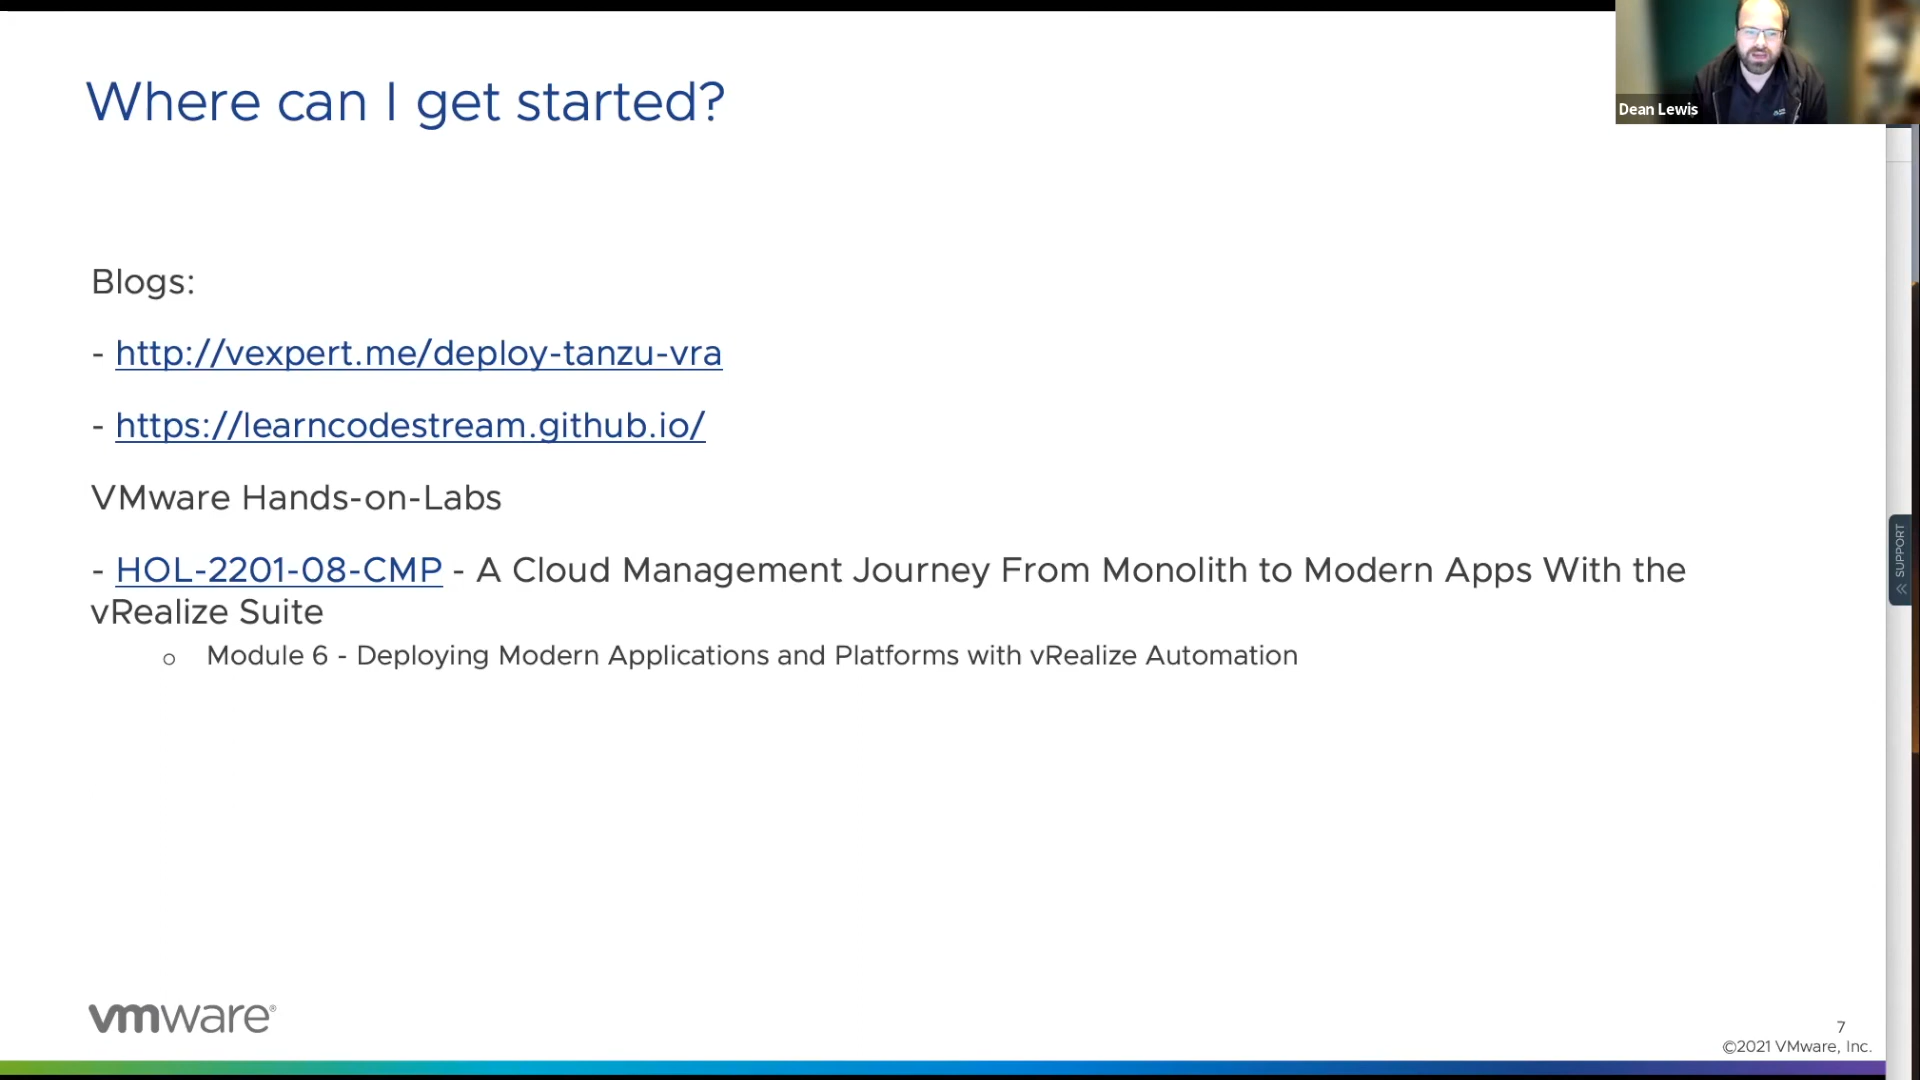 Where can I get started?
Dean Lewis
Blogs:
- http://vexpert.me/deploy-tanzu-vra
- https://learncodestream.github.io/
VMware Hands-on-Labs
- HOL-2201-08-CMP - A Cloud Management Journey From Monolith to Modern Apps With the
vRealize Suite
○ Module 6 - Deploying Modern Applications and Platforms with vRealize Automation
SUPPORT
vmware®
7
©2021 VMware, Inc.